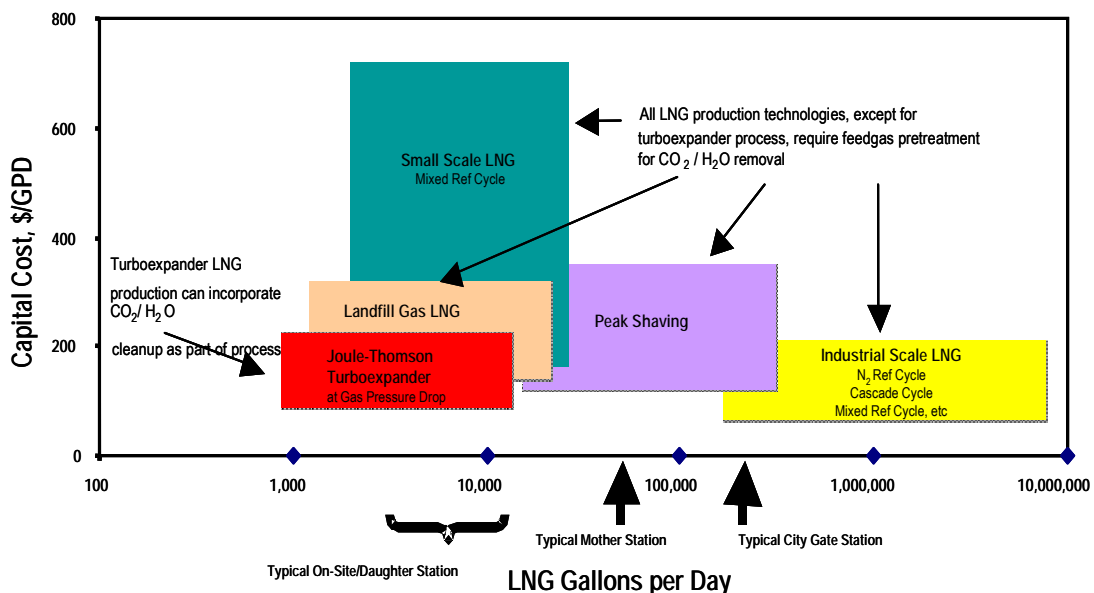 800
600
400
200
0
Capital Cost, $/GPD
All LNG production technologies, except for
turboexpander process, require feedgas pretreatment
for CO2 / H2O removal
Small Scale LNG
Mixed Ref Cycle
Turboexpander LNG
production can incorporate
CO2/ H2O
cleanup as part of process
Landfill Gas LNG
Peak Shaving
Joule-Thomson
Turboexpander
at Gas Pressure Drop
Industrial Scale LNG
N2 Ref Cycle
Cascade Cycle
Mixed Ref Cycle, etc
100
1,000
10,000
100,000
1,000,000
10,000,000
Typical On-Site/Daughter Station
Typical Mother Station
Typical City Gate Station
LNG Gallons per Day